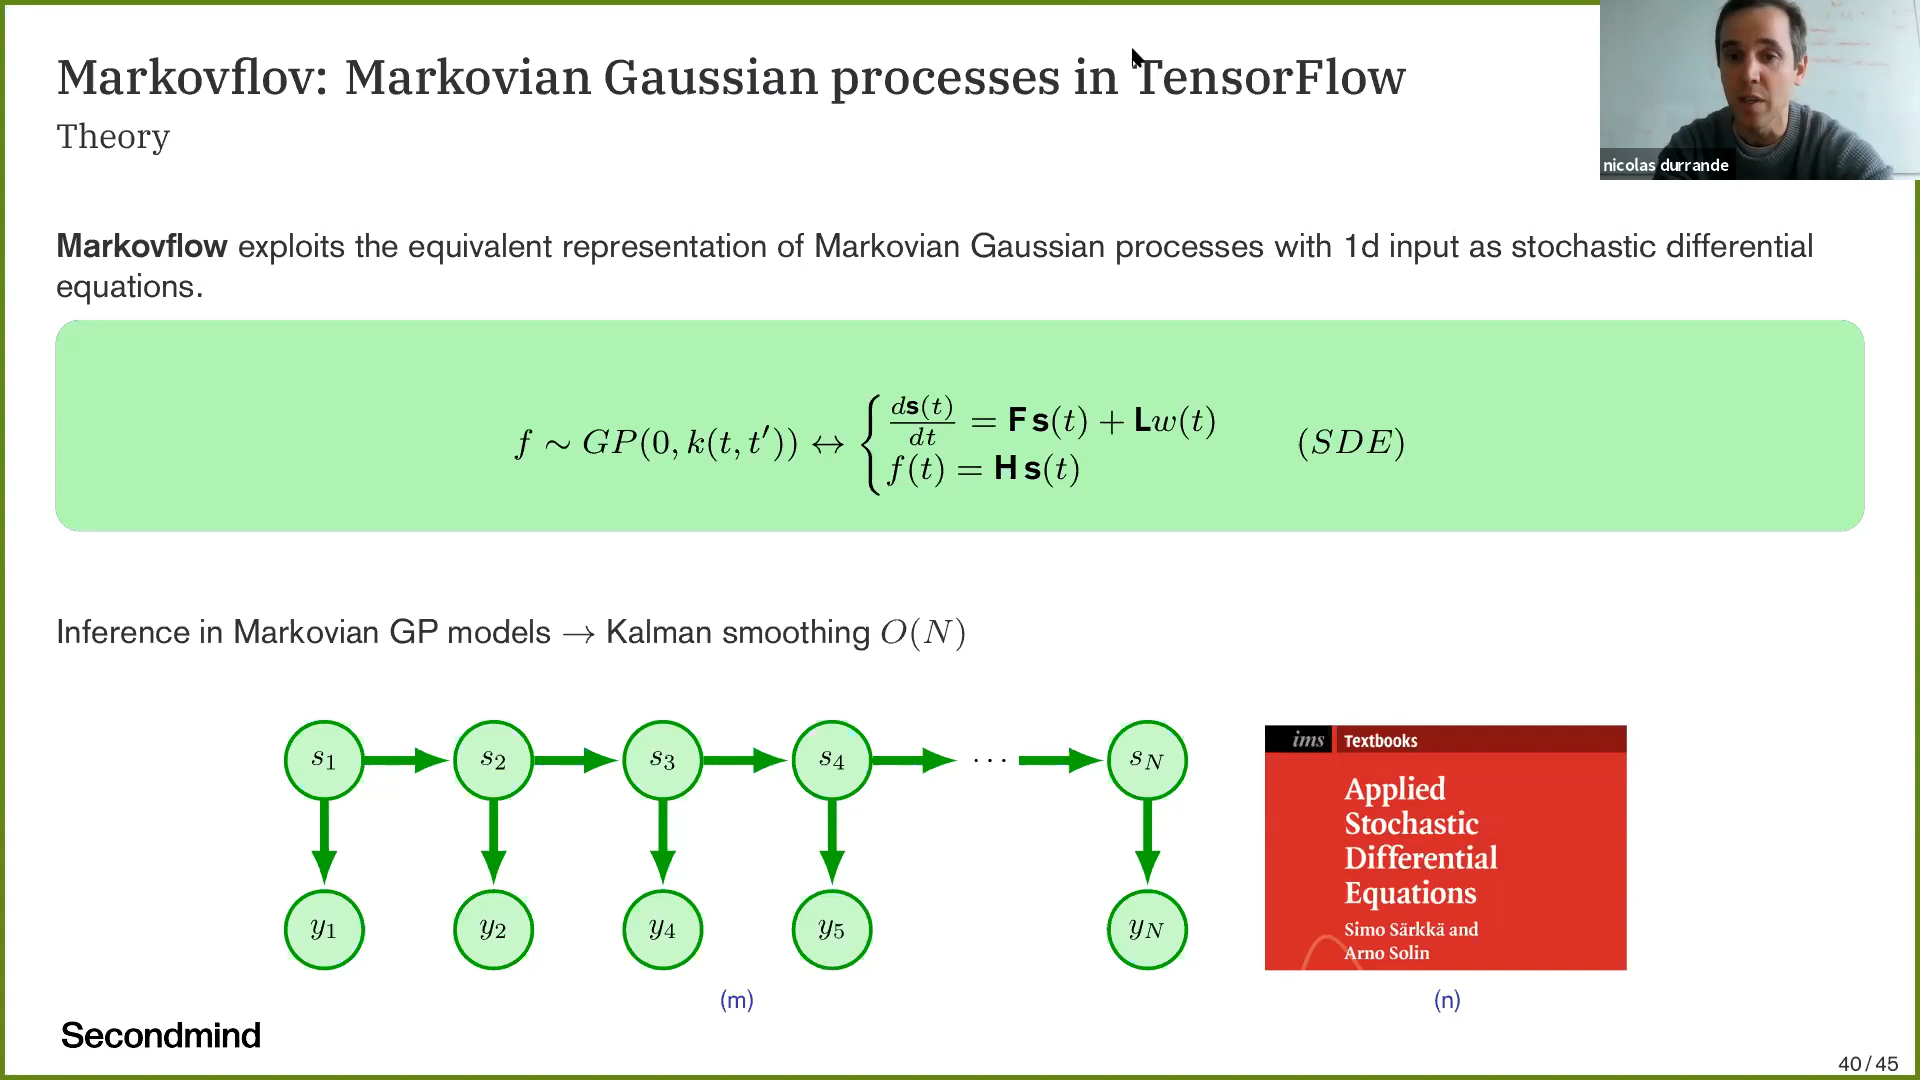 Markovflov: Markovian Gaussian processes in TensorFlow
Theory
nicolas durrande
Markovflow exploits the equivalent representation of Markovian Gaussian processes with 1d input as stochastic differential
equations.
f ∼ GP(0, k(t, t′)) ↔ { ds(t)/dt = F s(t) + Lw(t)
f(t) = H s(t)
(SDE)
Inference in Markovian GP models → Kalman smoothing O(N)
s1 s2 s3 s4 ··· sN
y1 y2 y4 y5 yN
(m)
ims Textbooks
Applied
Stochastic
Differential
Equations
Simo Särkkä and
Arno Solin
(n)
Secondmind
40 / 45